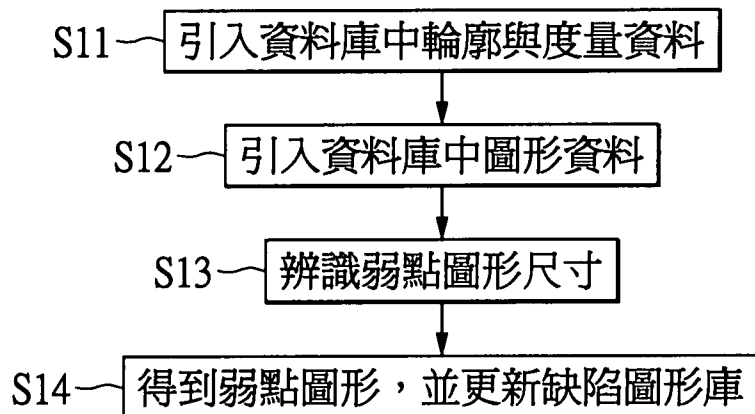 S11 引入資料庫中輪廓與度量資料
S12 引入資料庫中圖形資料
S13 辨識弱點圖形尺寸
S14 得到弱點圖形，並更新缺陷圖形庫